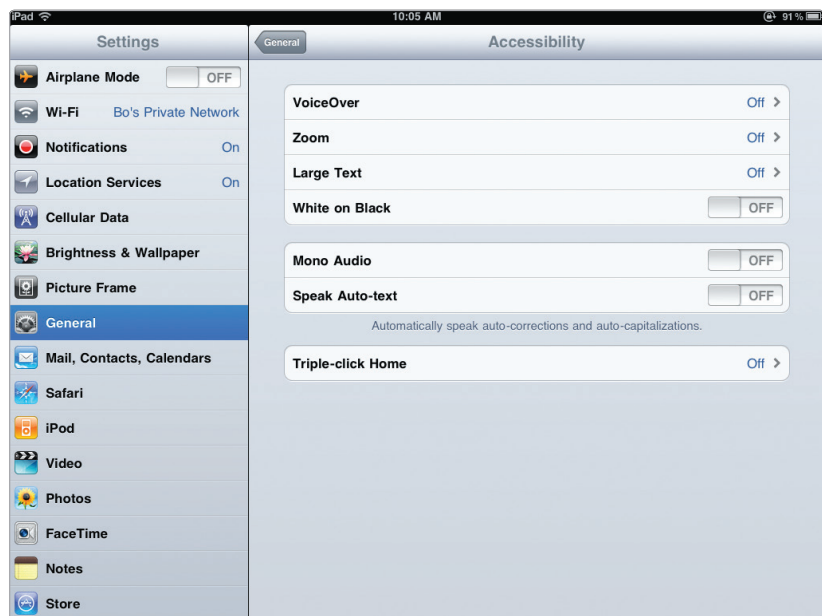 iPad 10:05 AM 91%
Settings
General Accessibility
Airplane Mode OFF
Wi-Fi Bo's Private Network
Notifications On
Location Services On
Cellular Data
Brightness & Wallpaper
Picture Frame
General
Mail, Contacts, Calendars
Safari
iPod
Video
Photos
FaceTime
Notes
Store
VoiceOver Off
Zoom Off
Large Text Off
White on Black OFF
Mono Audio OFF
Speak Auto-text OFF
Automatically speak auto-corrections and auto-capitalizations.
Triple-click Home Off